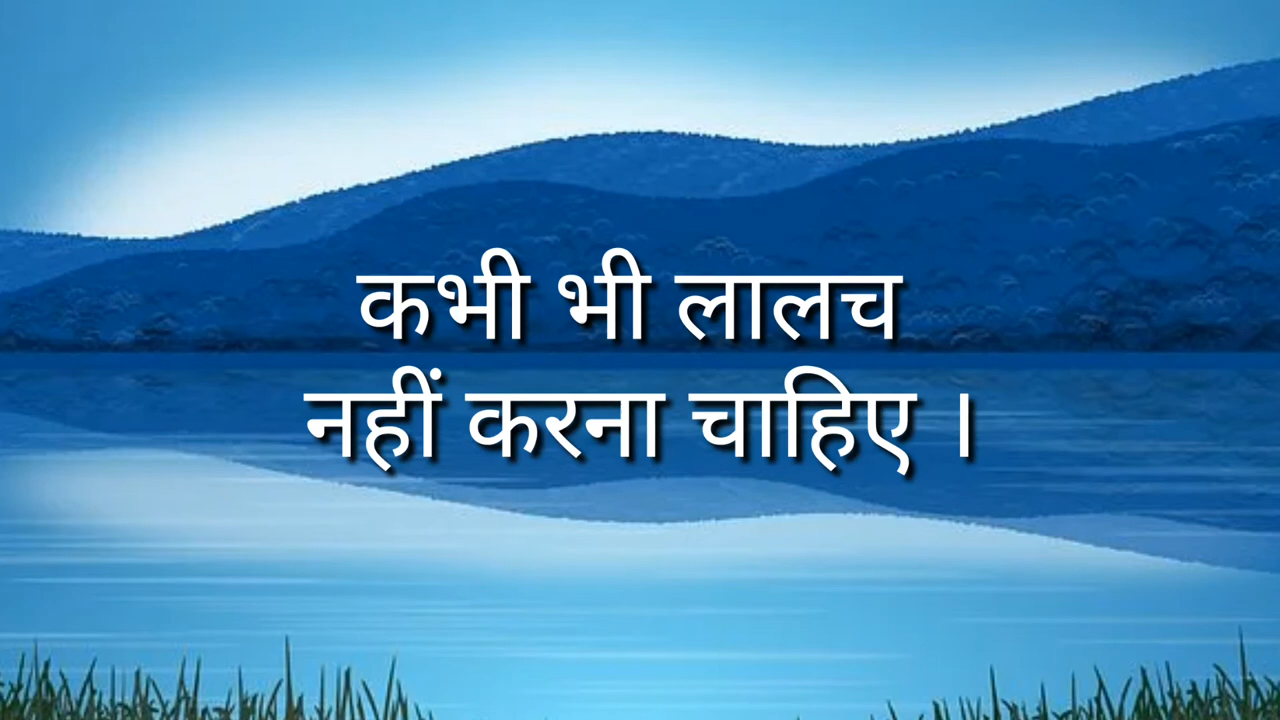 कभी भी लालच
नहीं करना चाहिए ।